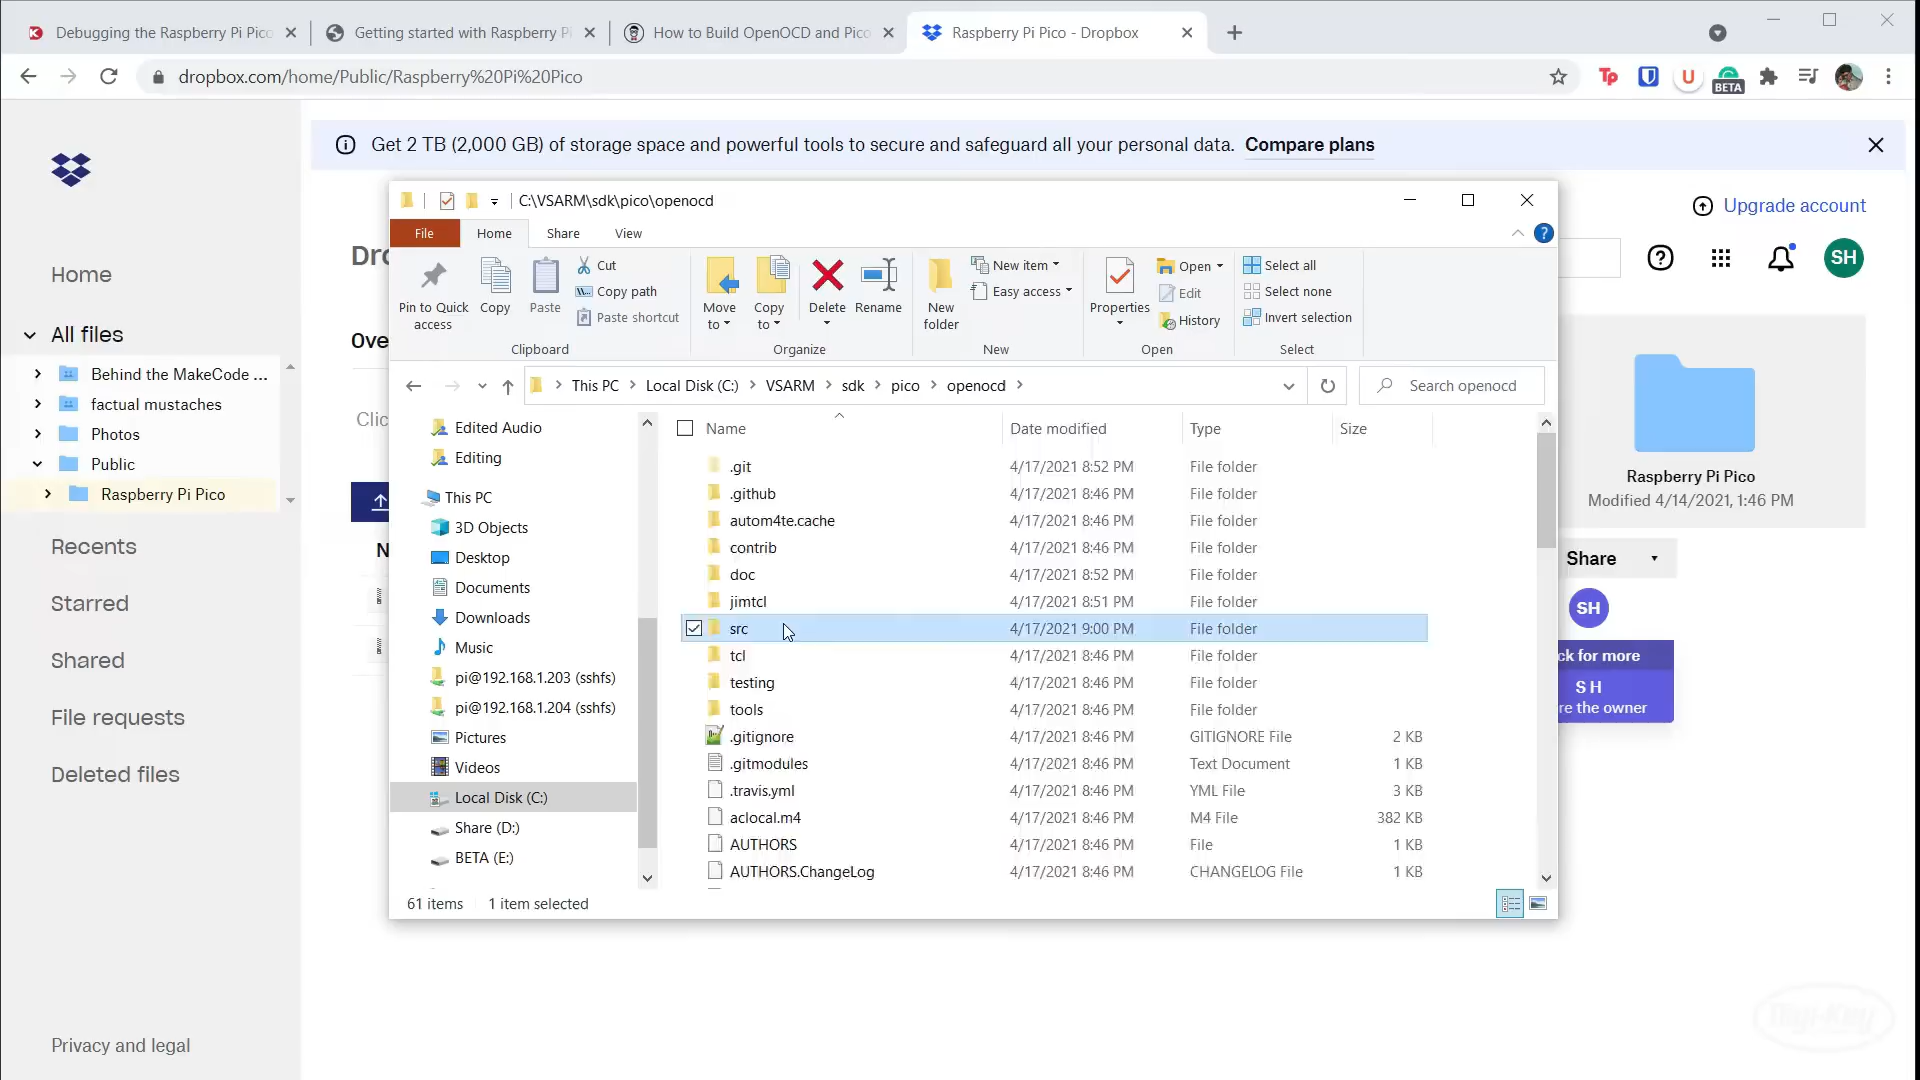 Debugging the Raspberry Pi Pico
Getting started with Raspberry Pi
How to Build OpenOCD and Pico
Raspberry Pi Pico - Dropbox
dropbox.com/home/Public/Raspberry%20Pi%20Pico
BETA
Get 2 TB (2,000 GB) of storage space and powerful tools to secure and safeguard all your personal data. Compare plans
Upgrade account
SH
Home
All files
Behind the MakeCode ...
factual mustaches
Photos
Public
Raspberry Pi Pico
Recents
Starred
Shared
File requests
Deleted files
Privacy and legal
Dro
Ove
Clic
N
C:\VSARM\sdk\pico\openocd
File Home Share View
Pin to Quick access
Copy
Paste
Cut
Copy path
Paste shortcut
Clipboard
Move to
Copy to
Delete
Rename
Organize
New folder
New item
Easy access
New
Properties
Open
Edit
History
Open
Select all
Select none
Invert selection
Select
This PC > Local Disk (C:) > VSARM > sdk > pico > openocd >
Search openocd
Edited Audio
Editing
This PC
3D Objects
Desktop
Documents
Downloads
Music
pi@192.168.1.203 (sshfs)
pi@192.168.1.204 (sshfs)
Pictures
Videos
Local Disk (C:)
Share (D:)
BETA (E:)
Name Date modified Type Size
.git 4/17/2021 8:52 PM File folder
.github 4/17/2021 8:46 PM File folder
autom4te.cache 4/17/2021 8:46 PM File folder
contrib 4/17/2021 8:46 PM File folder
doc 4/17/2021 8:52 PM File folder
jimtcl 4/17/2021 8:51 PM File folder
src 4/17/2021 9:00 PM File folder
tcl 4/17/2021 8:46 PM File folder
testing 4/17/2021 8:46 PM File folder
tools 4/17/2021 8:46 PM File folder
.gitignore 4/17/2021 8:46 PM GITIGNORE File 2 KB
.gitmodules 4/17/2021 8:46 PM Text Document 1 KB
.travis.yml 4/17/2021 8:46 PM YML File 3 KB
aclocal.m4 4/17/2021 8:46 PM M4 File 382 KB
AUTHORS 4/17/2021 8:46 PM File 1 KB
AUTHORS.ChangeLog 4/17/2021 8:46 PM CHANGELOG File 1 KB
61 items 1 item selected
Raspberry Pi Pico
Modified 4/14/2021, 1:46 PM
Share
SH
ck for more
S H
re the owner
Digi-Key